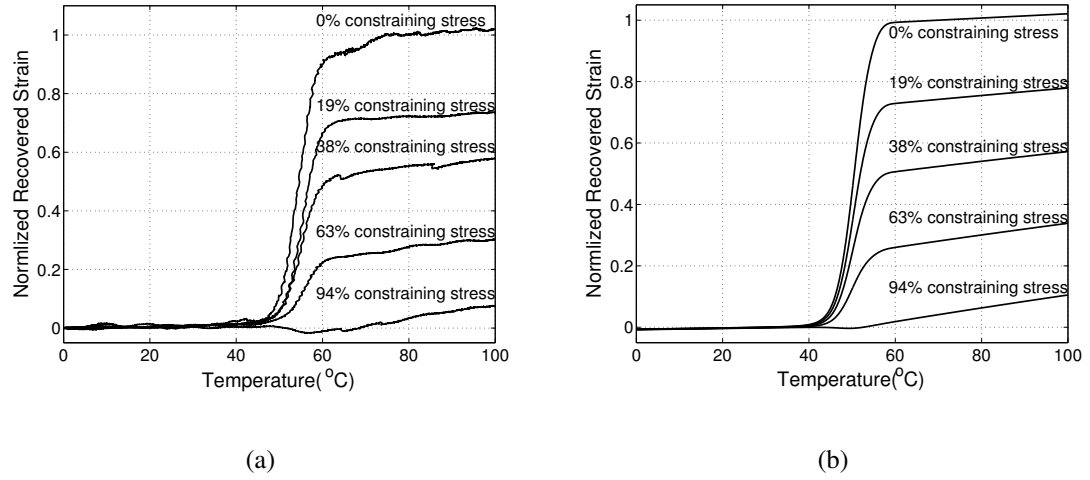 Normlized Recovered Strain
1
0.8
0.6
0.4
0.2
0
0% constraining stress
19% constraining stress
38% constraining stress
63% constraining stress
94% constraining stress
0 20 40 60 80 100
Temperature(°C)
(a)
Normlized Recovered Strain
1
0.8
0.6
0.4
0.2
0
0% constraining stress
19% constraining stress
38% constraining stress
63% constraining stress
94% constraining stress
0 20 40 60 80 100
Temperature(°C)
(b)